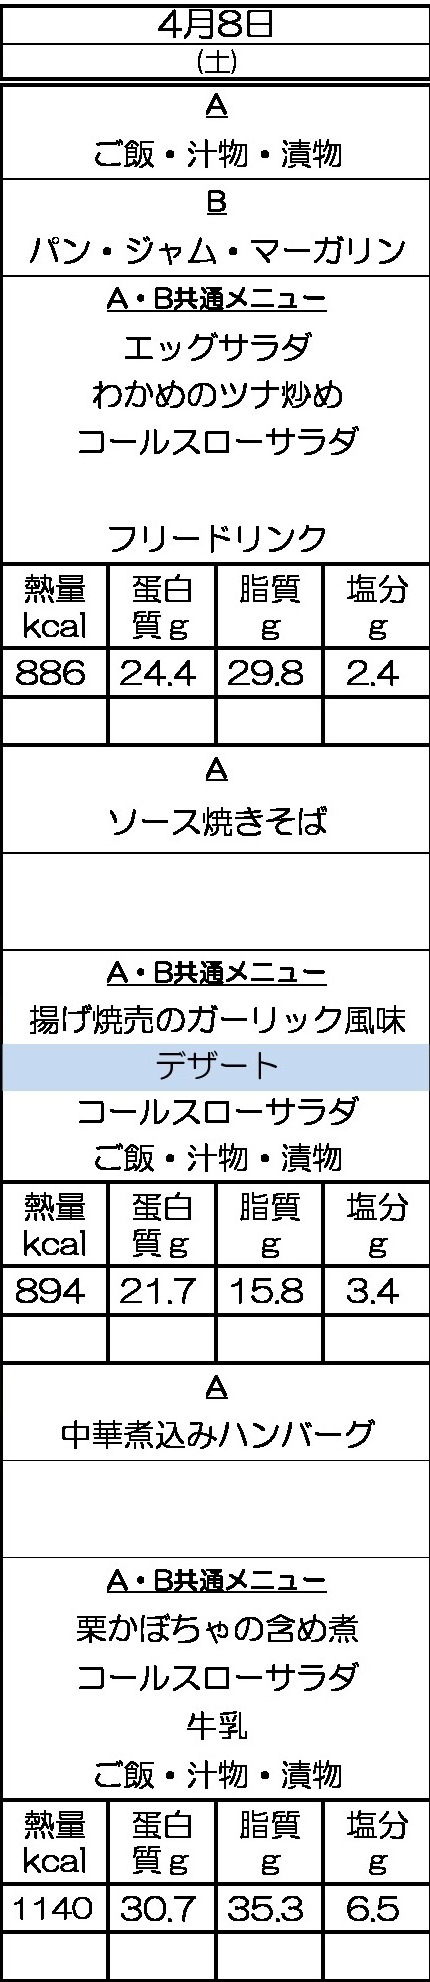 4月8日
(土)
A
ご飯・汁物・漬物
B
パン・ジャム・マーガリン
A・B共通メニュー
エッグサラダ
わかめのツナ炒め
コールスローサラダ
フリードリンク
熱量 蛋白 脂質 塩分
kcal 質g g g
886 24.4 29.8 2.4
A
ソース焼きそば
A・B共通メニュー
揚げ焼売のガーリック風味
デザート
コールスローサラダ
ご飯・汁物・漬物
熱量 蛋白 脂質 塩分
kcal 質g g g
894 21.7 15.8 3.4
A
中華煮込みハンバーグ
A・B共通メニュー
栗かぼちゃの含め煮
コールスローサラダ
牛乳
ご飯・汁物・漬物
熱量 蛋白 脂質 塩分
kcal 質g g g
1140 30.7 35.3 6.5